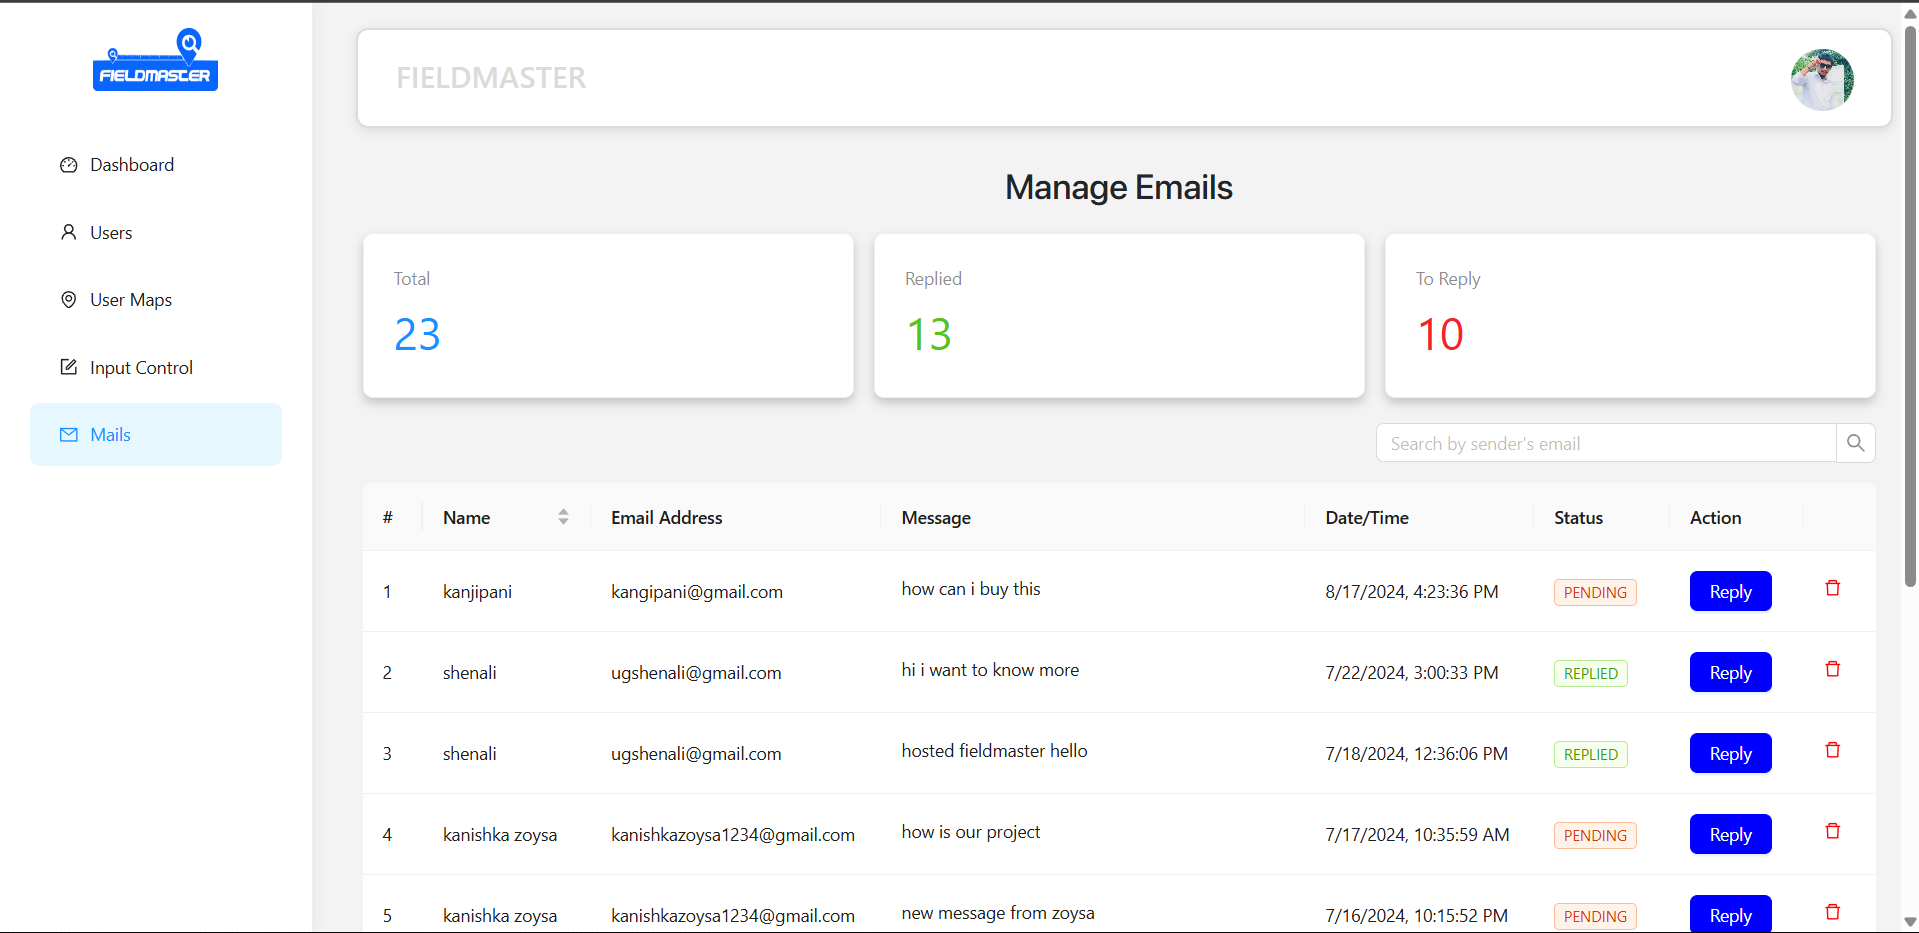 FIELDMASTER
Dashboard
Users
User Maps
Input Control
Mails
FIELDMASTER
Manage Emails
Total
23
Replied
13
To Reply
10
Search by sender's email
# Name Email Address Message Date/Time Status Action
1 kanjipani kangipani@gmail.com how can i buy this 8/17/2024, 4:23:36 PM PENDING Reply
2 shenali ugshenali@gmail.com hi i want to know more 7/22/2024, 3:00:33 PM REPLIED Reply
3 shenali ugshenali@gmail.com hosted fieldmaster hello 7/18/2024, 12:36:06 PM REPLIED Reply
4 kanishka zoysa kanishkazoysa1234@gmail.com how is our project 7/17/2024, 10:35:59 AM PENDING Reply
5 kanishka zoysa kanishkazoysa1234@gmail.com new message from zoysa 7/16/2024, 10:15:52 PM PENDING Reply